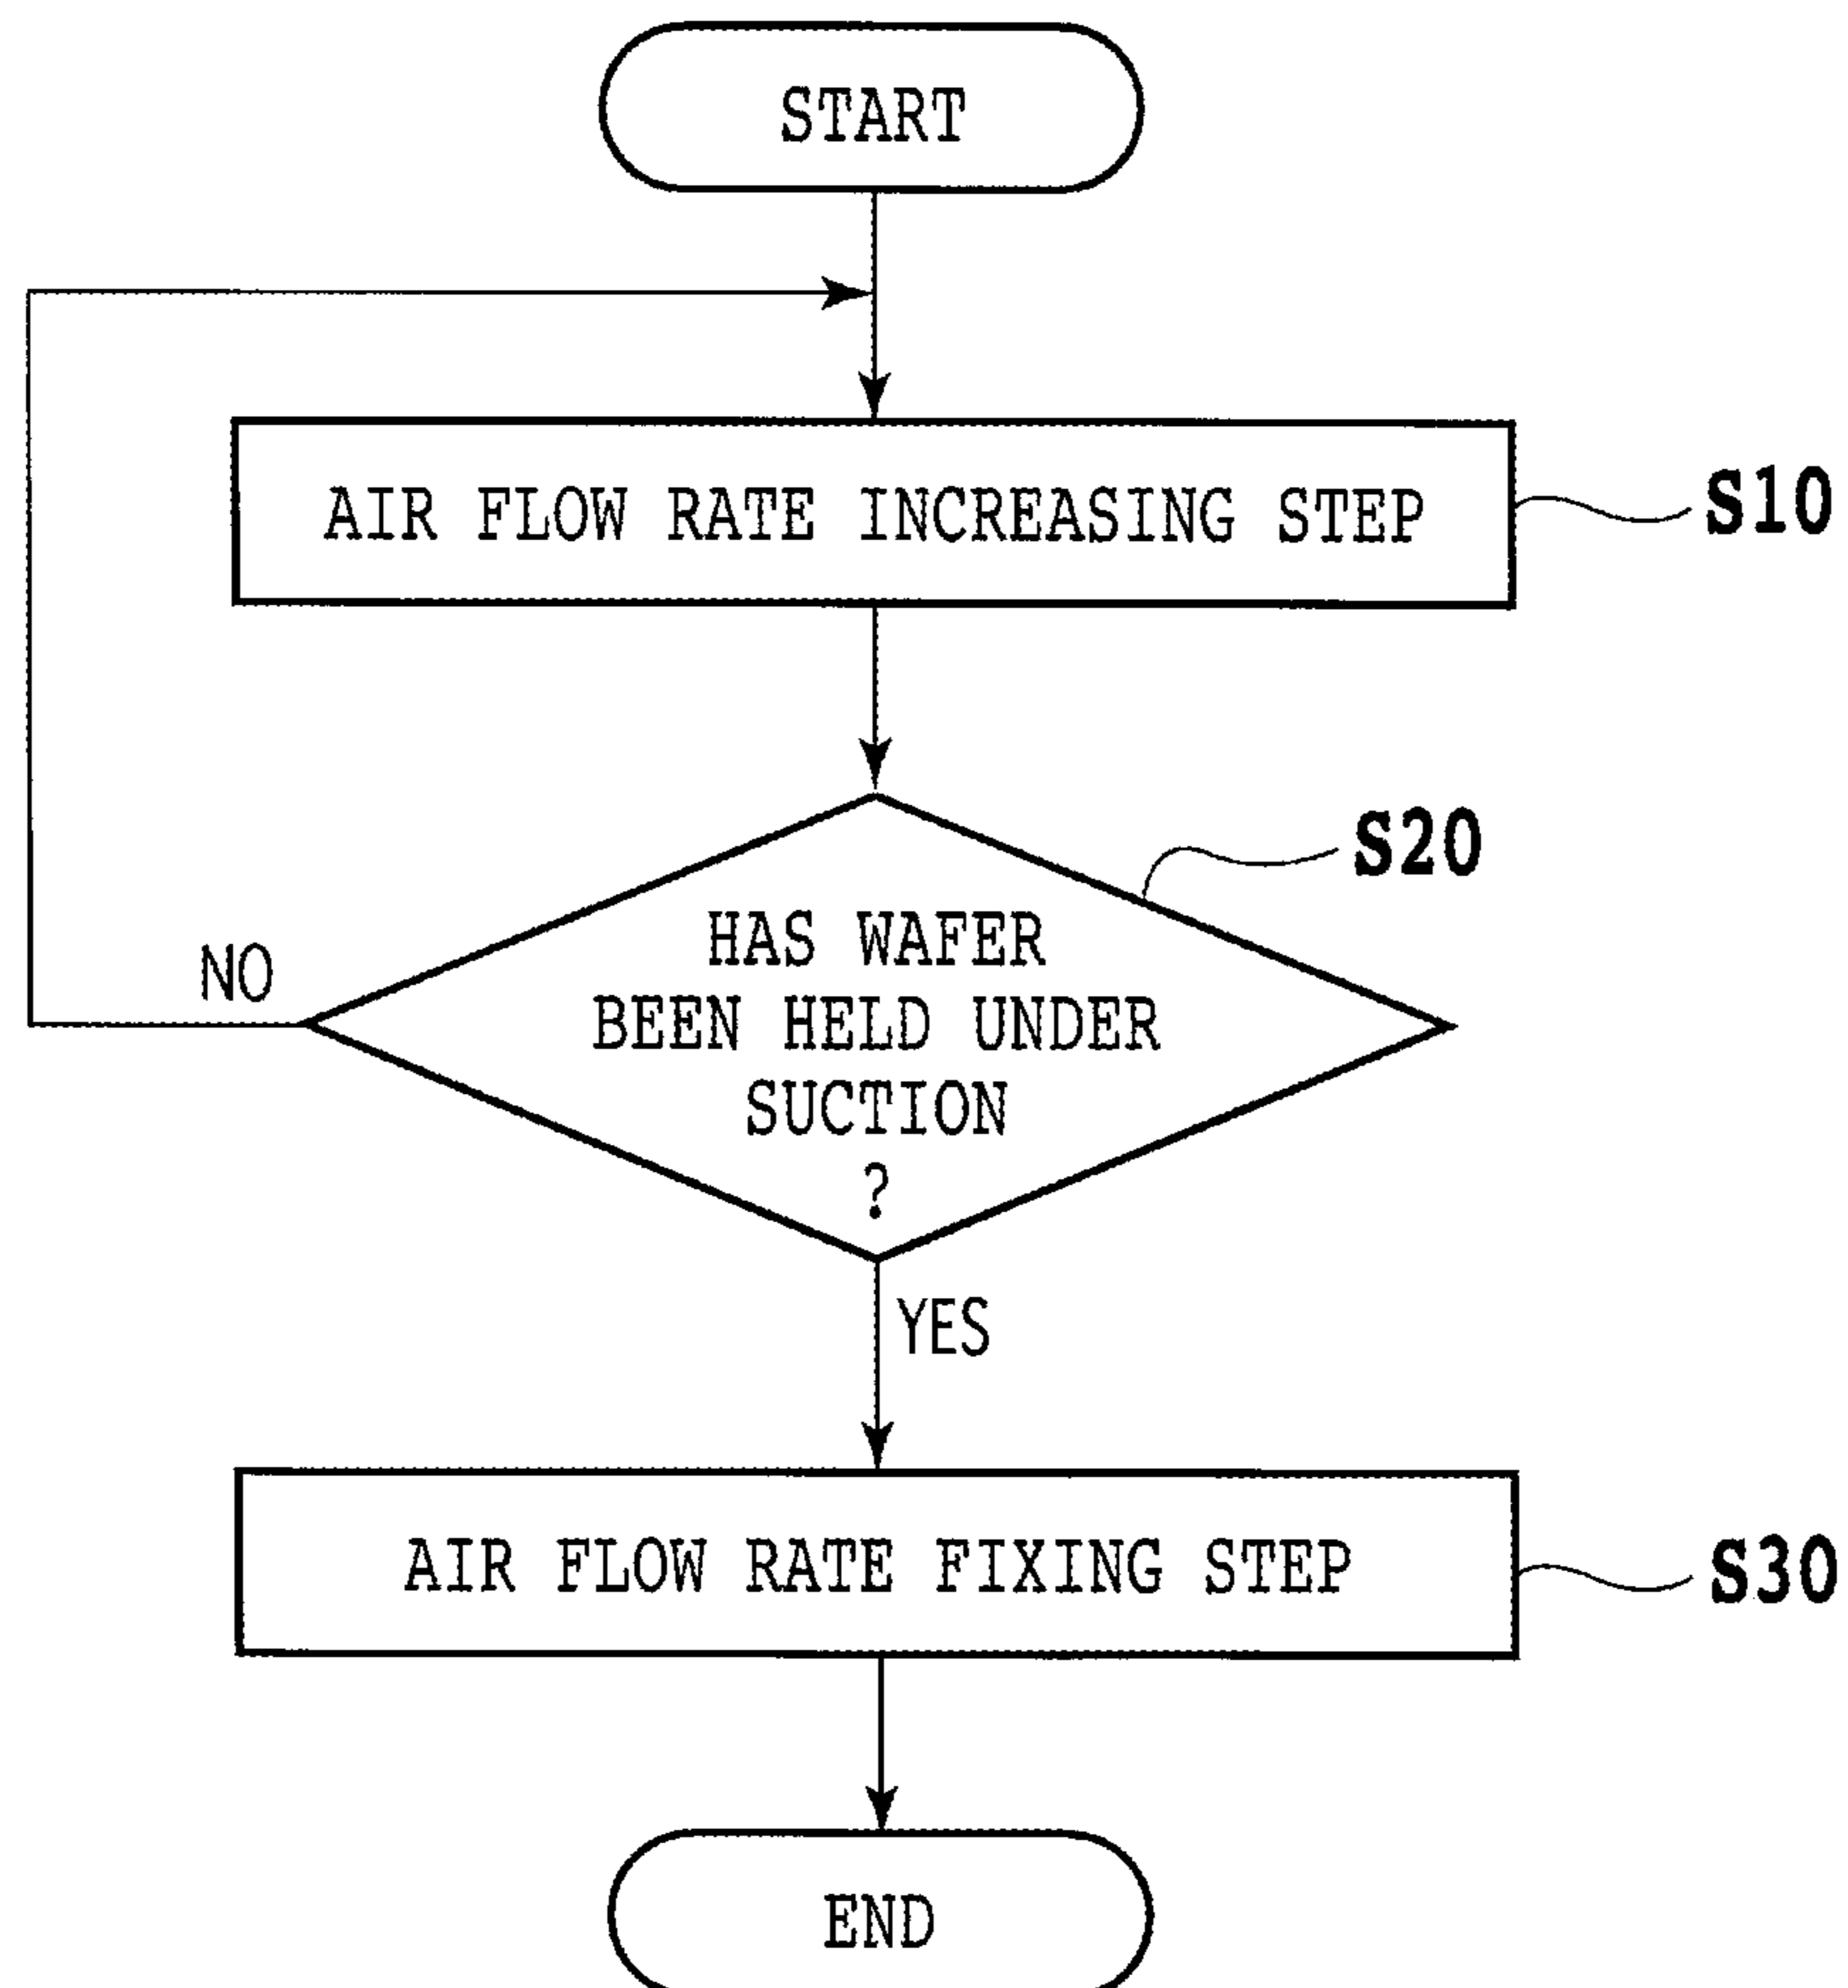 START
AIR FLOW RATE INCREASING STEP
S10
S20
HAS WAFER
BEEN HELD UNDER
SUCTION
?
NO
YES
AIR FLOW RATE FIXING STEP
S30
END